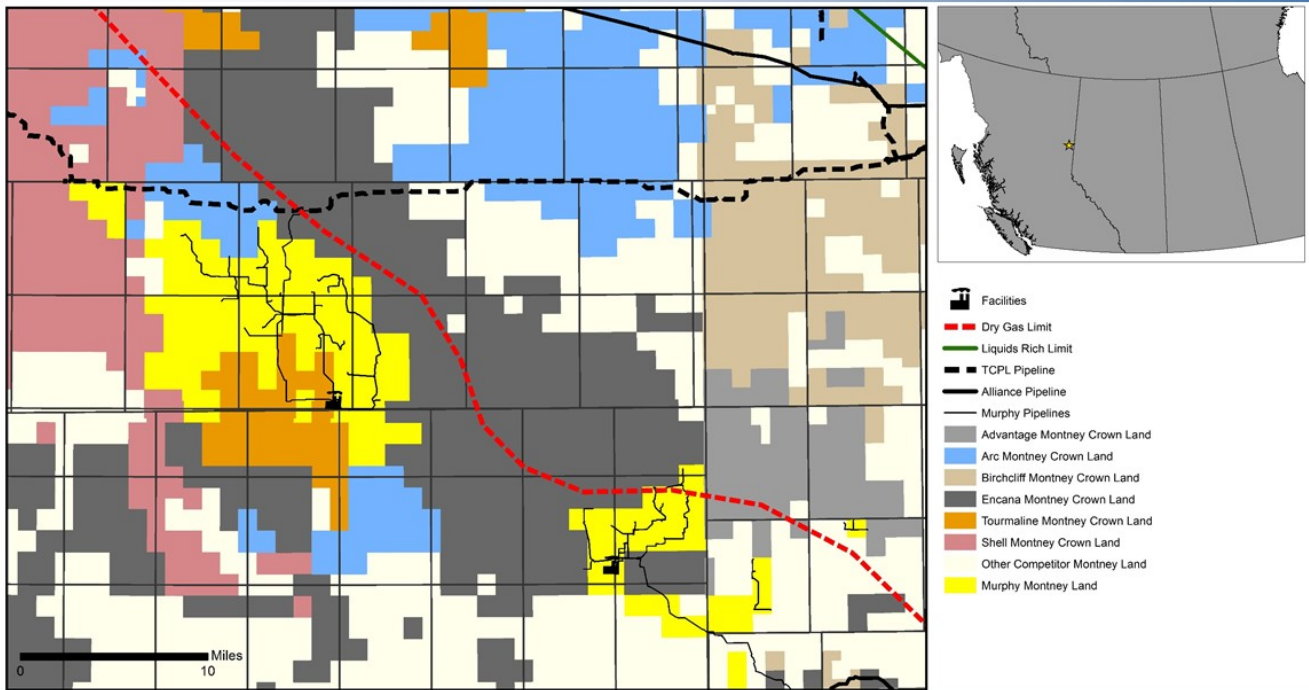 Miles
0
10
Facilities
Dry Gas Limit
Liquids Rich Limit
TCPL Pipeline
Alliance Pipeline
Murphy Pipelines
Advantage Montney Crown Land
Arc Montney Crown Land
Birchcliff Montney Crown Land
Encana Montney Crown Land
Tourmaline Montney Crown Land
Shell Montney Crown Land
Other Competitor Montney Land
Murphy Montney Land